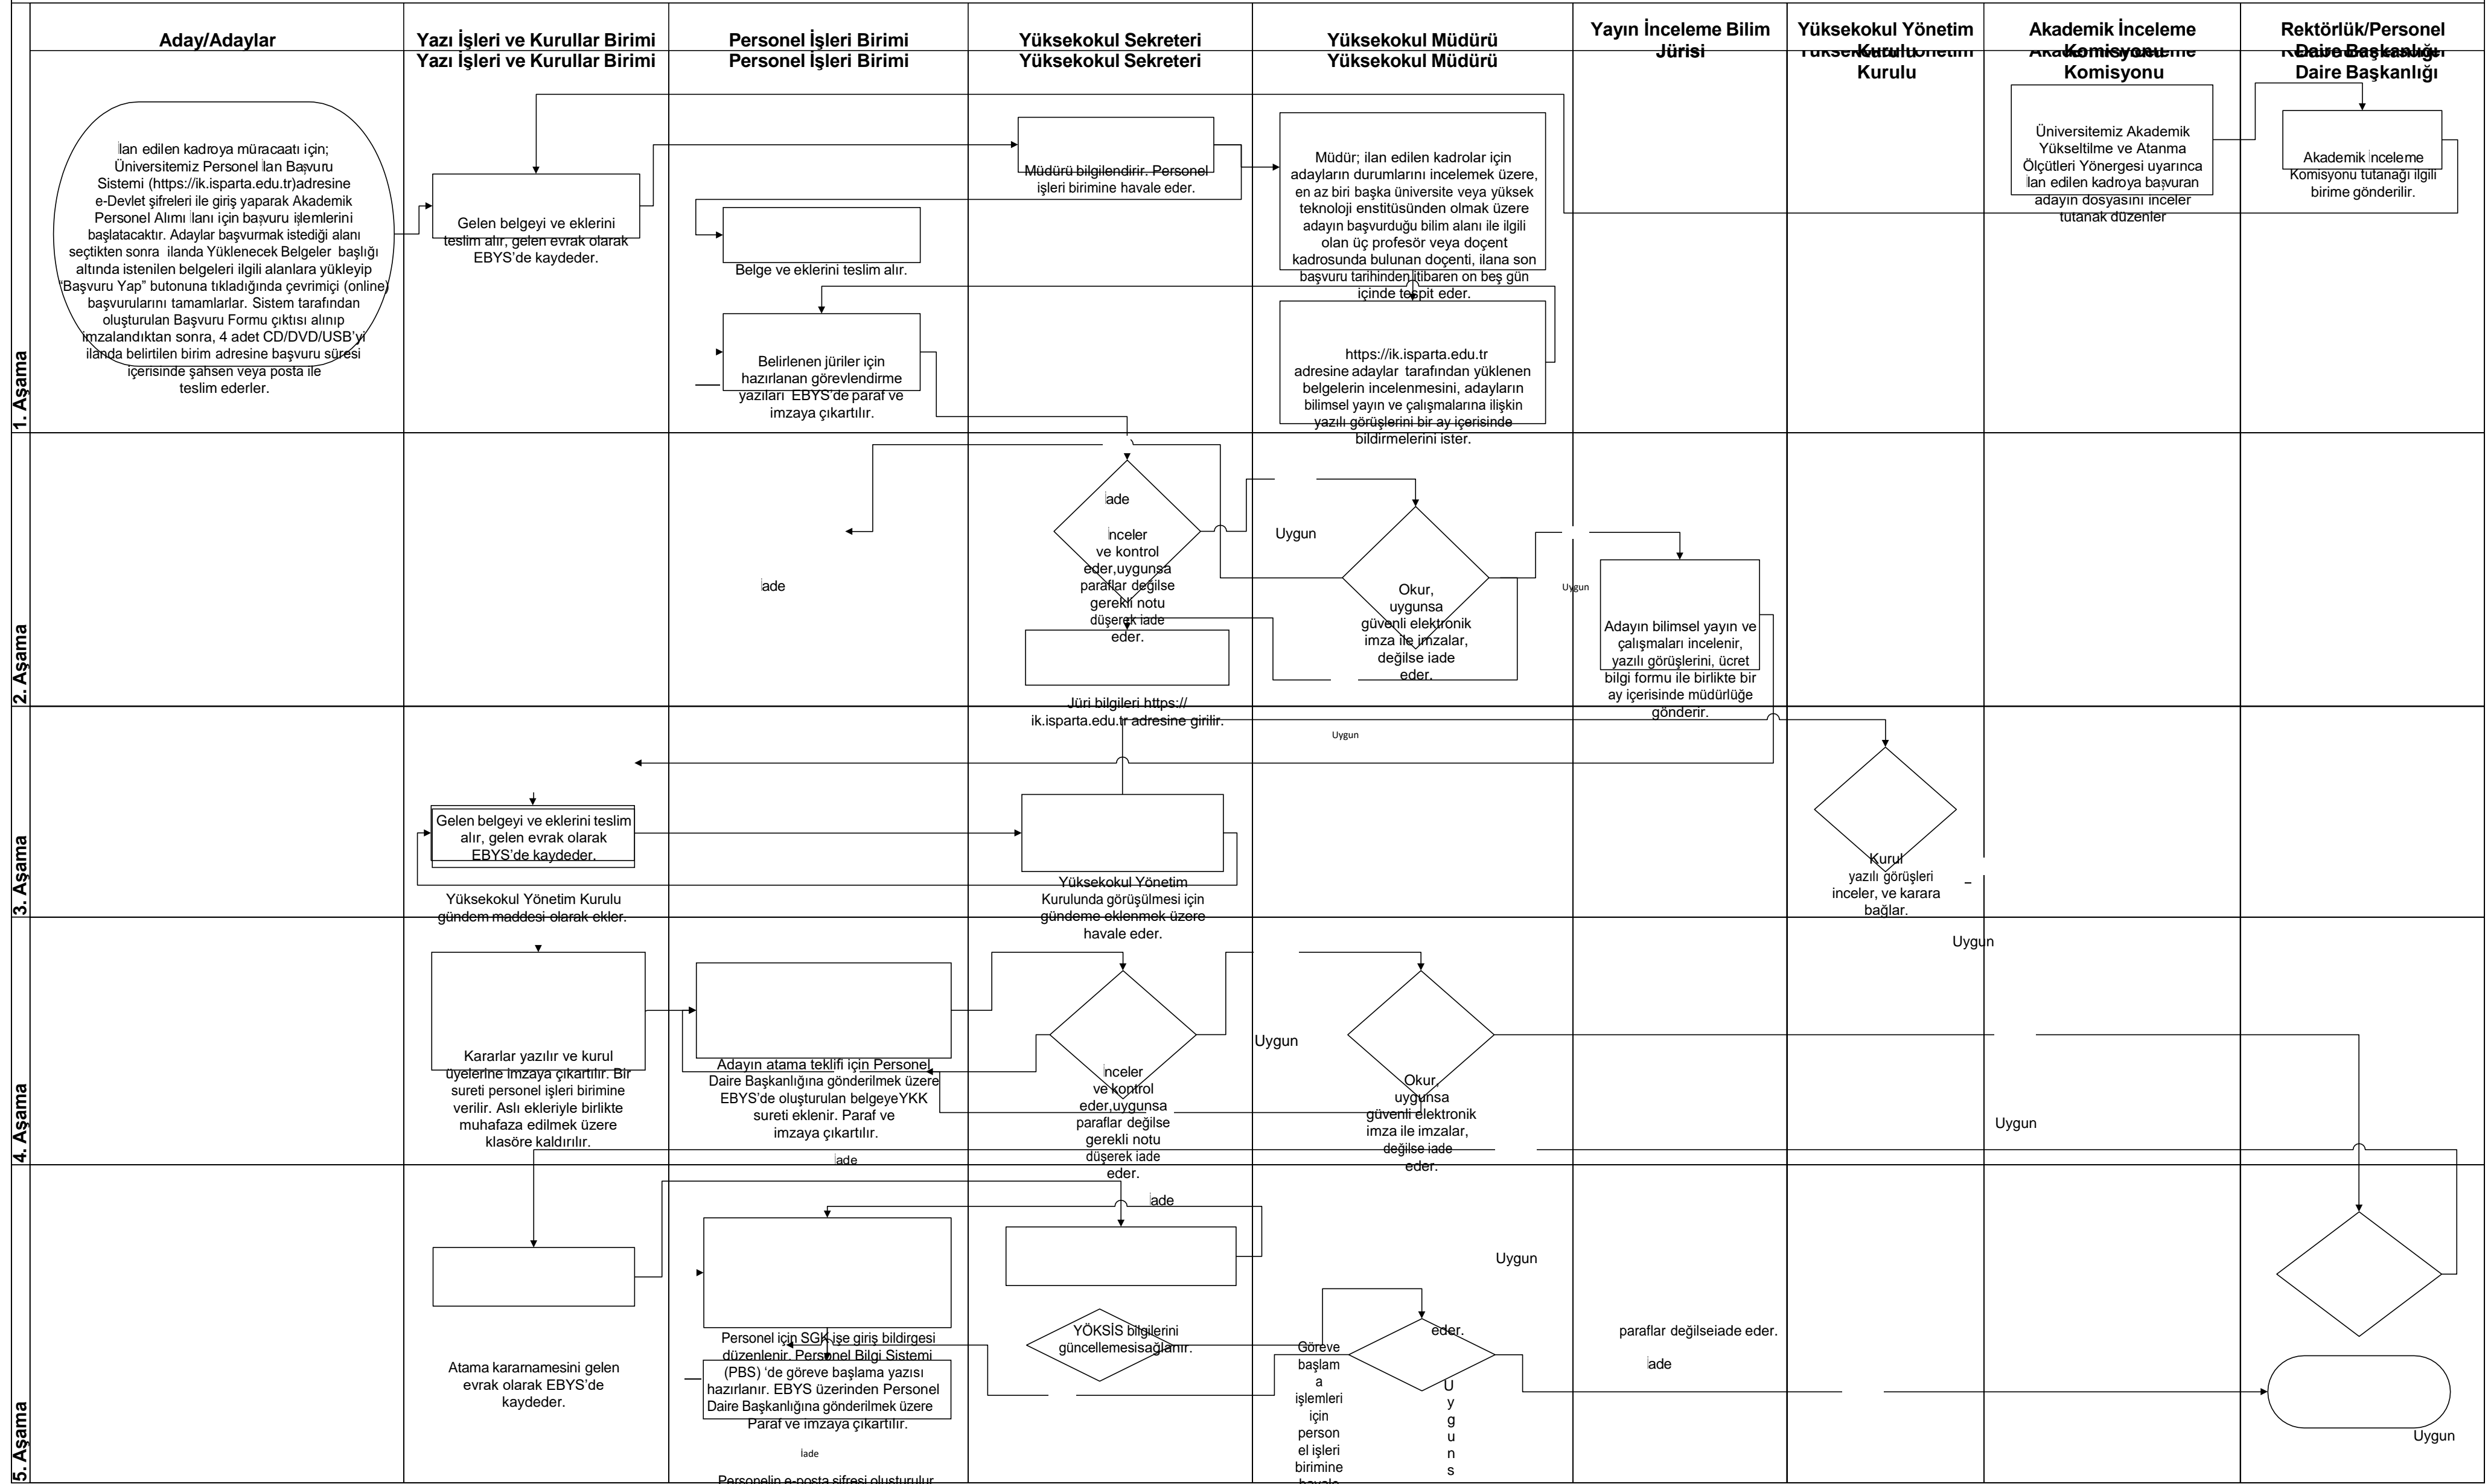 Aday/Adaylar
Yazı İşleri ve Kurullar Birimi
Yazı İşleri ve Kurullar Birimi
Personel İşleri Birimi
Personel İşleri Birimi
Yüksekokul Sekreteri
Yüksekokul Sekreteri
Yüksekokul Müdürü
Yüksekokul Müdürü
Yayın İnceleme Bilim
Jürisi
Yüksekokul Yönetim
Kurulu
Kurulu
Akademik İnceleme
Komisyonu
Komisyonu
Rektörlük/Personel
Daire Başkanlığı
Daire Başkanlığı
1. Aşama
İlan edilen kadroya müracaatı için;
Üniversitemiz Personel İlan Başvuru
Sistemi (https://ik.isparta.edu.tr)adresine
e-Devlet şifreleri ile giriş yaparak Akademik
Personel Alımı İlanı için başvuru işlemlerini
başlatacaktır. Adaylar başvurmak istediği alanı
seçtikten sonra ilanda Yüklenecek Belgeler başlığı
altında istenilen belgeleri ilgili alanlara yükleyip
“Başvuru Yap” butonuna tıkladığında çevrimiçi (online)
başvurularını tamamlarlar. Sistem tarafından
oluşturulan Başvuru Formu çıktısı alınıp
imzalandıktan sonra, 4 adet CD/DVD/USB’yi
ilanda belirtilen birim adresine başvuru süresi
içerisinde şahsen veya posta ile
teslim ederler.
Gelen belgeyi ve eklerini
teslim alır, gelen evrak olarak
EBYS’de kaydeder.
Belge ve eklerini teslim alır.
Belirlenen jüriler için
hazırlanan görevlendirme
yazıları EBYS’de paraf ve
imzaya çıkartılır.
Müdürü bilgilendirir. Personel
işleri birimine havale eder.
Müdür; ilan edilen kadrolar için
adayların durumlarını incelemek üzere,
en az biri başka üniversite veya yüksek
teknoloji enstitüsünden olmak üzere
adayın başvurduğu bilim alanı ile ilgili
olan üç profesör veya doçent
kadrosunda bulunan doçenti, ilana son
başvuru tarihinden itibaren on beş gün
içinde tespit eder.
https://ik.isparta.edu.tr
adresine adaylar tarafından yüklenen
belgelerin incelenmesini, adayların
bilimsel yayın ve çalışmalarına ilişkin
yazılı görüşlerini bir ay içerisinde
bildirmelerini ister.
Üniversitemiz Akademik
Yükseltilme ve Atanma
Ölçütleri Yönergesi uyarınca
İlan edilen kadroya başvuran
adayın dosyasını inceler
tutanak düzenler
Akademik İnceleme
Komisyonu tutanağı ilgili
birime gönderilir.
2. Aşama
İade
İade
İnceler
ve kontrol
eder,uygunsa
paraflar değilse
gerekli notu
düşerek iade
eder.
Jüri bilgileri https://
ik.isparta.edu.tr adresine girilir.
Uygun
Okur,
uygunsa
güvenli elektronik
imza ile imzalar,
değilse iade
eder.
Uygun
Adayın bilimsel yayın ve
çalışmaları incelenir,
yazılı görüşlerini, ücret
bilgi formu ile birlikte bir
ay içerisinde müdürlüğe
gönderir.
3. Aşama
Uygun
Gelen belgeyi ve eklerini teslim
alır, gelen evrak olarak
EBYS’de kaydeder.
Yüksekokul Yönetim Kurulu
gündem maddesi olarak ekler.
Yüksekokul Yönetim
Kurulunda görüşülmesi için
gündeme eklenmek üzere
havale eder.
Kurul
yazılı görüşleri
inceler, ve karara
bağlar.
4. Aşama
Uygun
Kararlar yazılır ve kurul
üyelerine imzaya çıkartılır. Bir
sureti personel işleri birimine
verilir. Aslı ekleriyle birlikte
muhafaza edilmek üzere
klasöre kaldırılır.
Adayın atama teklifi için Personel
Daire Başkanlığına gönderilmek üzere
EBYS’de oluşturulan belgeyeYKK
sureti eklenir. Paraf ve
imzaya çıkartılır.
İade
İnceler
ve kontrol
eder,uygunsa
paraflar değilse
gerekli notu
düşerek iade
eder.
Uygun
Okur,
uygunsa
güvenli elektronik
imza ile imzalar,
değilse iade
eder.
Uygun
5. Aşama
İade
Uygun
Atama kararnamesini gelen
evrak olarak EBYS’de
kaydeder.
Personel için SGK işe giriş bildirgesi
düzenlenir. Personel Bilgi Sistemi
(PBS) ‘de göreve başlama yazısı
hazırlanır. EBYS üzerinden Personel
Daire Başkanlığına gönderilmek üzere
Paraf ve imzaya çıkartılır.
İade
Personelin e-posta şifresi oluşturulur
YÖKSİS bilgilerini
güncellemesisağlanır.
Göreve
başlam
a
işlemleri
için
person
el işleri
birimine
havale
eder.
U
y
g
u
n
s
paraflar değilseiade eder.
İade
Uygun